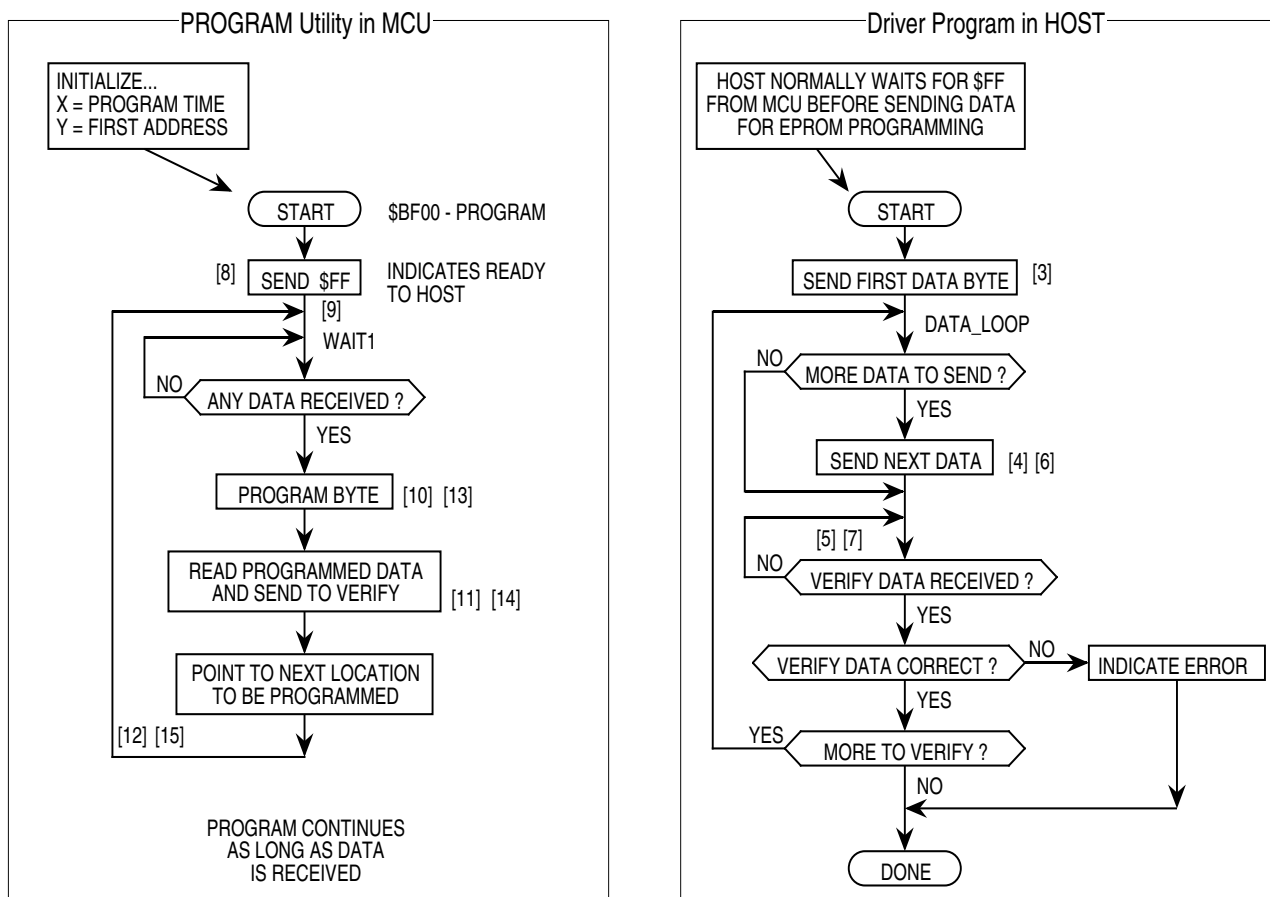 PROGRAM Utility in MCU
INITIALIZE...
X = PROGRAM TIME
Y = FIRST ADDRESS
START
$BF00 - PROGRAM
[8]
SEND $FF
INDICATES READY
TO HOST
[9]
WAIT1
NO
ANY DATA RECEIVED ?
YES
PROGRAM BYTE
[10] [13]
READ PROGRAMMED DATA
AND SEND TO VERIFY
[11] [14]
POINT TO NEXT LOCATION
TO BE PROGRAMMED
[12] [15]
PROGRAM CONTINUES
AS LONG AS DATA
IS RECEIVED
Driver Program in HOST
HOST NORMALLY WAITS FOR $FF
FROM MCU BEFORE SENDING DATA
FOR EPROM PROGRAMMING
START
SEND FIRST DATA BYTE
[3]
DATA_LOOP
NO
MORE DATA TO SEND ?
YES
SEND NEXT DATA
[4] [6]
[5] [7]
NO
VERIFY DATA RECEIVED ?
YES
VERIFY DATA CORRECT ?
NO
INDICATE ERROR
YES
YES
MORE TO VERIFY ?
NO
DONE